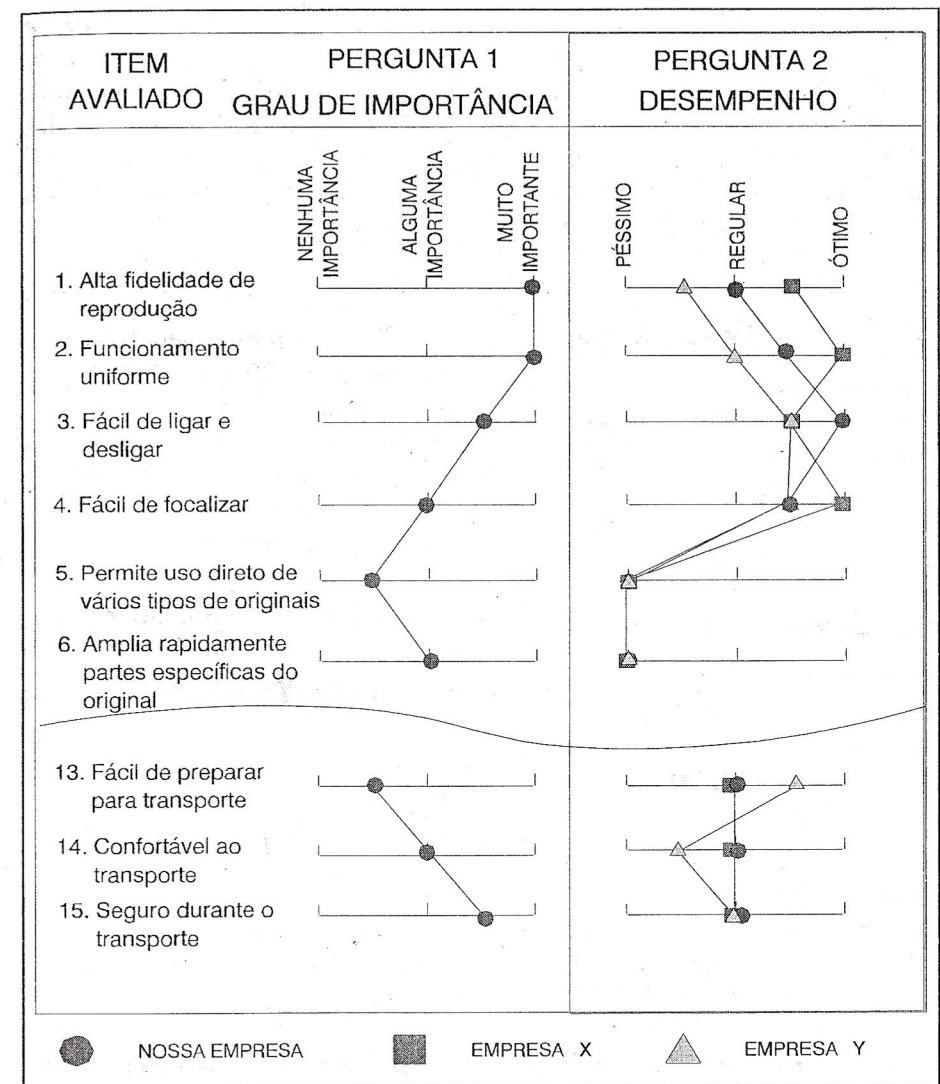 ITEM
AVALIADO
PERGUNTA 1
GRAU DE IMPORTÂNCIA
PERGUNTA 2
DESEMPENHO
NENHUMA
IMPORTÂNCIA
ALGUMA
IMPORTÂNCIA
MUITO
IMPORTANTE
PÉSSIMO
REGULAR
ÓTIMO
1. Alta fidelidade de
reprodução
2. Funcionamento
uniforme
3. Fácil de ligar e
desligar
4. Fácil de focalizar
5. Permite uso direto de
vários tipos de originais
6. Amplia rapidamente
partes específicas do
original
13. Fácil de preparar
para transporte
14. Confortável ao
transporte
15. Seguro durante o
transporte
NOSSA EMPRESA
EMPRESA X
EMPRESA Y